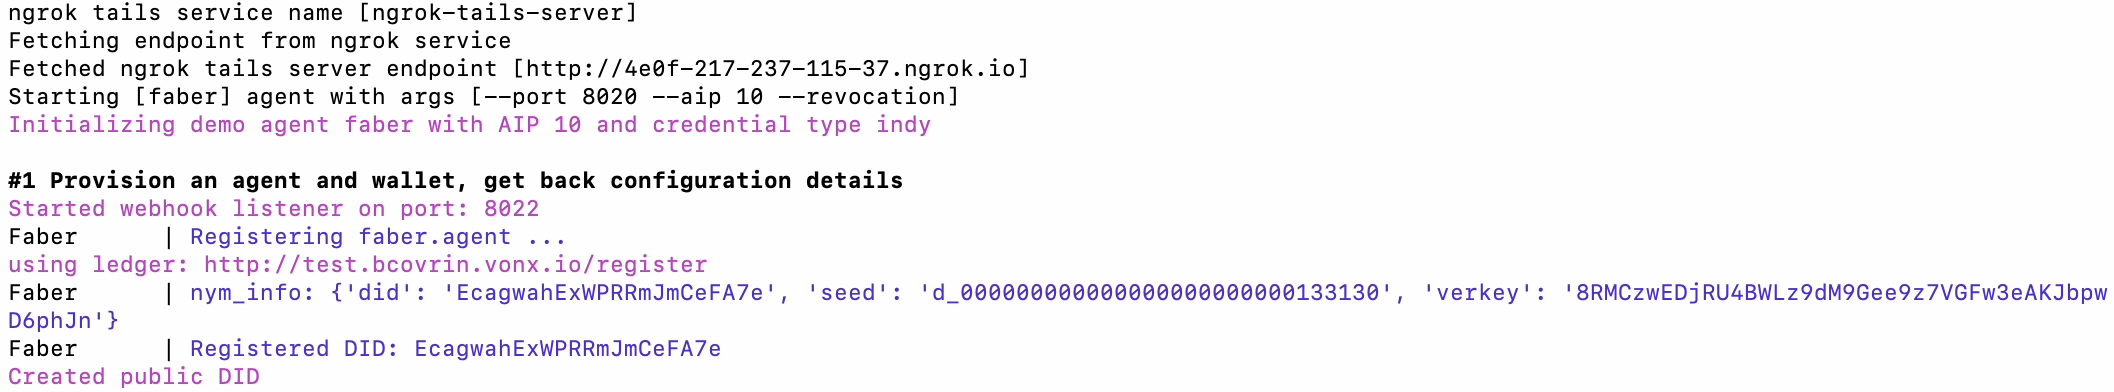 ngrok tails service name [ngrok-tails-server]
Fetching endpoint from ngrok service
Fetched ngrok tails server endpoint [http://4e0f-217-237-115-37.ngrok.io]
Starting [faber] agent with args [--port 8020 --aip 10 --revocation]
Initializing demo agent faber with AIP 10 and credential type indy
#1 Provision an agent and wallet, get back configuration details
Started webhook listener on port: 8022
Faber | Registering faber.agent ...
using ledger: http://test.bcovrin.vonx.io/register
Faber | nym_info: {'did': 'EcagwahExWPRRmJmCeFA7e', 'seed': 'd_000000000000000000000000133130', 'verkey': '8RMCzwEDjRU4BWLz9dM9Gee9z7VGFw3eAKJbpw
D6phJn'}
Faber | Registered DID: EcagwahExWPRRmJmCeFA7e
Created public DID